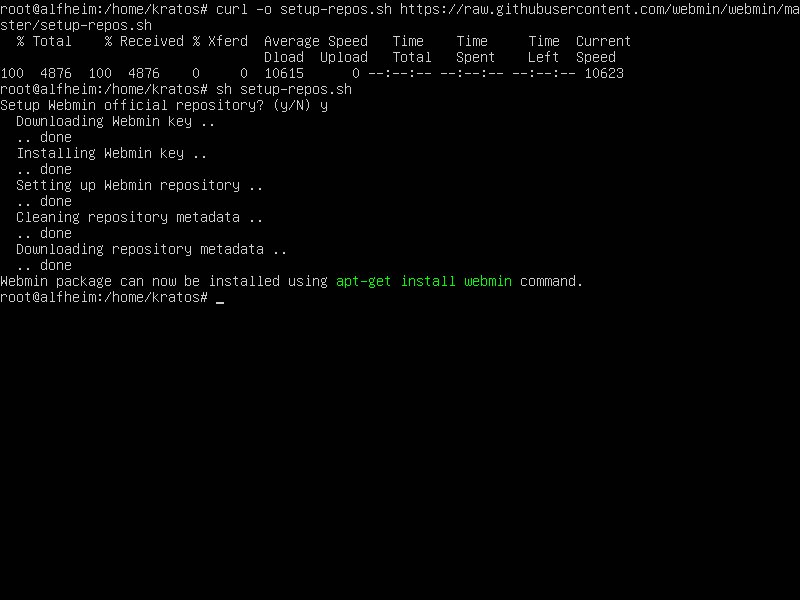 root@alfheim:/home/kratos# curl -o setup-repos.sh https://raw.githubusercontent.com/webmin/webmin/ma
ster/setup-repos.sh
  % Total    % Received % Xferd  Average Speed   Time    Time     Time  Current
                                 Dload  Upload   Total   Spent    Left  Speed
100  4876  100  4876    0     0  10615      0 --:--:-- --:--:-- --:--:-- 10623
root@alfheim:/home/kratos# sh setup-repos.sh
Setup Webmin official repository? (y/N) y
  Downloading Webmin key ..
  .. done
  Installing Webmin key ..
  .. done
  Setting up Webmin repository ..
  .. done
  Cleaning repository metadata ..
  .. done
  Downloading repository metadata ..
  .. done
Webmin package can now be installed using apt-get install webmin command.
root@alfheim:/home/kratos# _